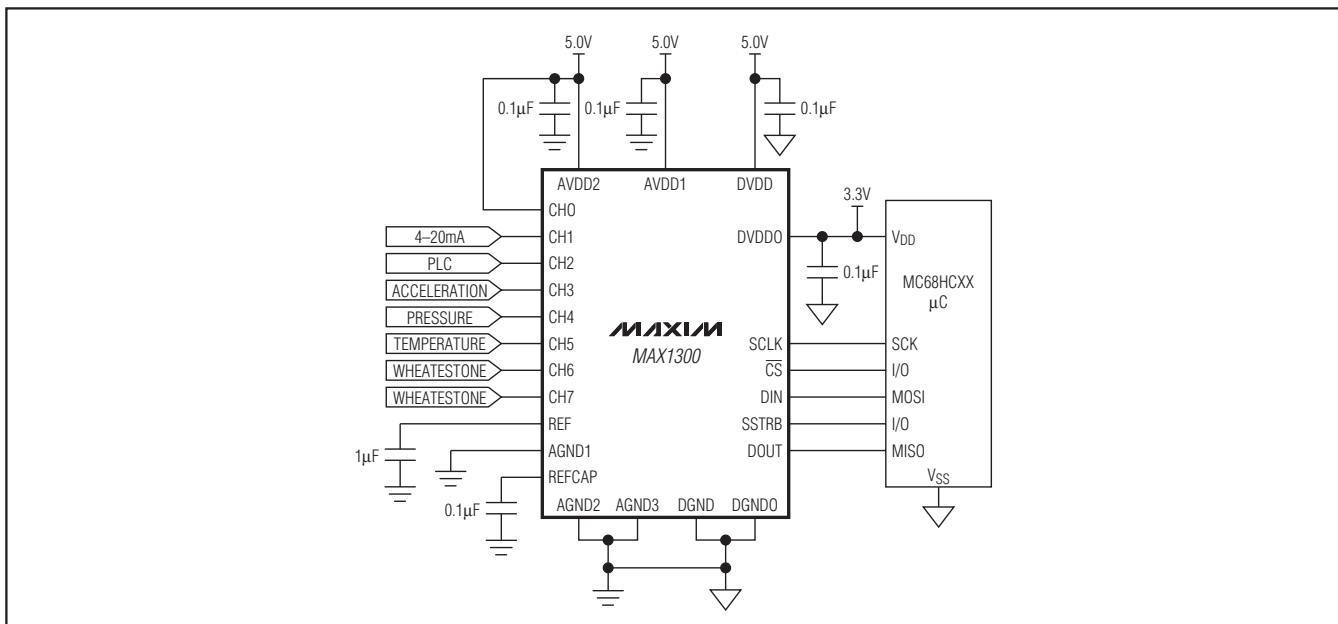 5.0V 5.0V 5.0V
0.1µF 0.1µF 0.1µF
AVDD2 AVDD1 DVDD
3.3V
CH0
4–20mA CH1 DVDDO VDD
PLC CH2
0.1µF
MC68HCXX
µC
ACCELERATION CH3
PRESSURE CH4
MAXIM
MAX1300
TEMPERATURE CH5 SCLK SCK
WHEATESTONE CH6 CS I/O
WHEATESTONE CH7 DIN MOSI
REF SSTRB I/O
1µF
AGND1 DOUT MISO
REFCAP
VSS
0.1µF
AGND2 AGND3 DGND DGNDO